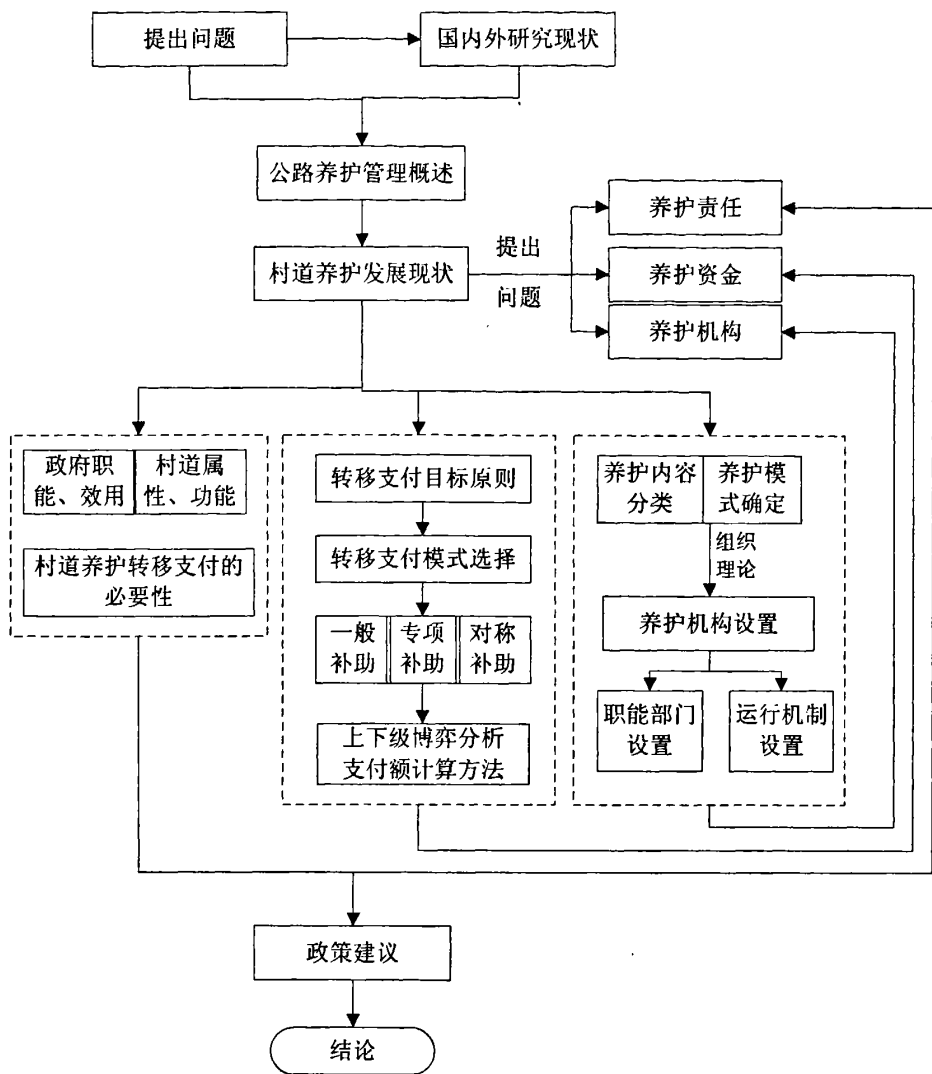 提出问题
国内外研究现状
公路养护管理概述
养护责任
村道养护发展现状
提出
问题
养护资金
养护机构
政府职
能、效用
村道属
性、功能
村道养护转移支付的
必要性
转移支付目标原则
转移支付模式选择
一般
补助
专项
补助
对称
补助
上下级博弈分析
支付额计算方法
养护内容
分类
养护模
式确定
组织
理论
养护机构设置
职能部门
设置
运行机制
设置
政策建议
结论